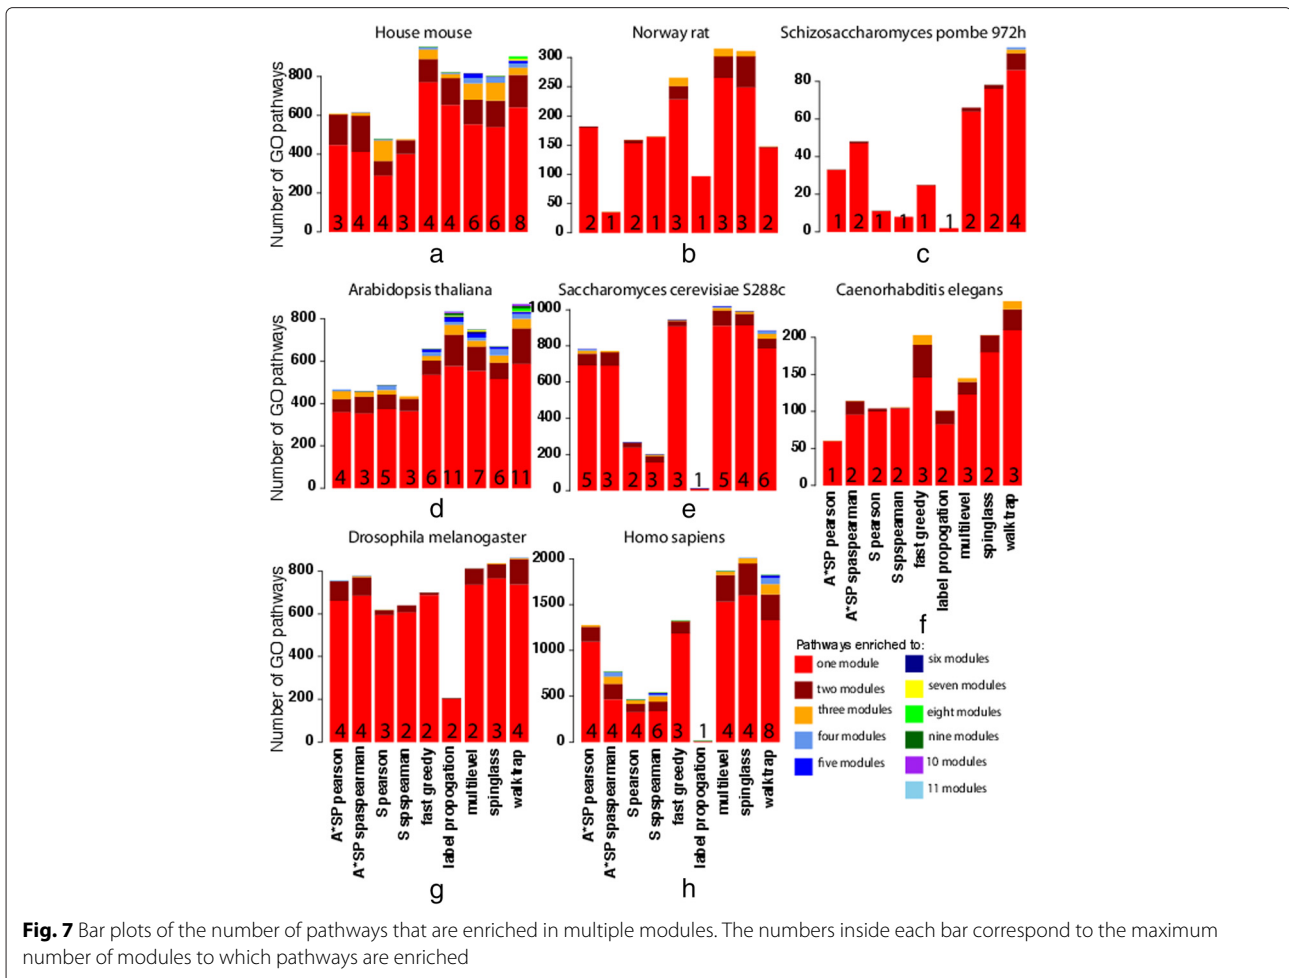 House mouse
Number of GO pathways
800
600
400
200
0
3 4 4 3 4 4 6 6 8
a
Norway rat
300
250
200
150
100
50
0
2 1 2 1 3 1 3 3 2
b
Schizosaccharomyces pombe 972h
80
60
40
20
0
1 2 1 1 1 1 2 2 4
c
Arabidopsis thaliana
Number of GO pathways
800
600
400
200
0
4 3 5 3 6 11 7 6 11
d
Saccharomyces cerevisiae S288c
1000
800
600
400
200
0
5 3 2 3 3 1 5 4 6
e
Caenorhabditis elegans
200
150
100
50
0
1 2 2 2 3 2 3 2 3
A*SP pearson
A*SP spaspearman
S pearson
S spspeaman
fast greedy
label propogation
multilevel
spinglass
walktrap
f
Drosophila melanogaster
Number of GO pathways
800
600
400
200
0
4 4 3 2 2 2 2 3 4
A*SP pearson
A*SP spaspearman
S pearson
S spspeaman
fast greedy
label propogation
multilevel
spinglass
walktrap
g
Homo sapiens
2000
1500
1000
500
0
4 4 4 6 3 1 4 4 8
A*SP pearson
A*SP spaspearman
S pearson
S spspeaman
fast greedy
label propogation
multilevel
spinglass
walktrap
h
Pathways enriched to:
one module
two modules
three modules
four modules
five modules
six modules
seven modules
eight modules
nine modules
10 modules
11 modules
Fig. 7 Bar plots of the number of pathways that are enriched in multiple modules. The numbers inside each bar correspond to the maximum
number of modules to which pathways are enriched